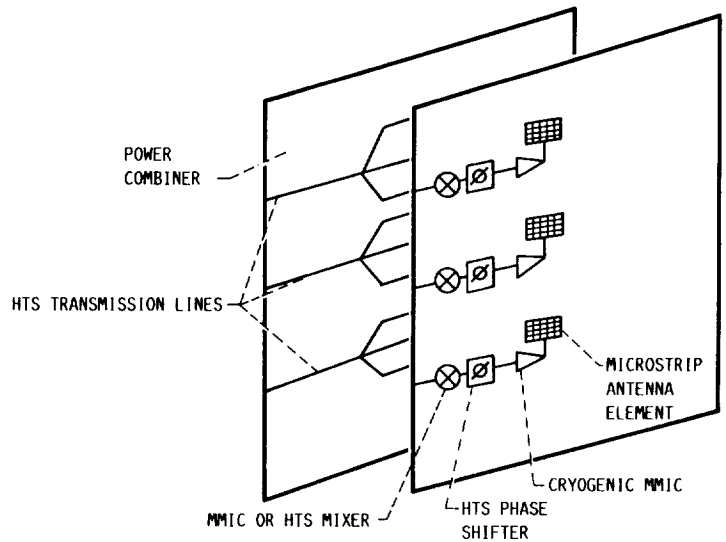 POWER
COMBINER
HTS TRANSMISSION LINES
MICROSTRIP
ANTENNA
ELEMENT
CRYOGENIC MMIC
MMIC OR HTS MIXER
HTS PHASE
SHIFTER